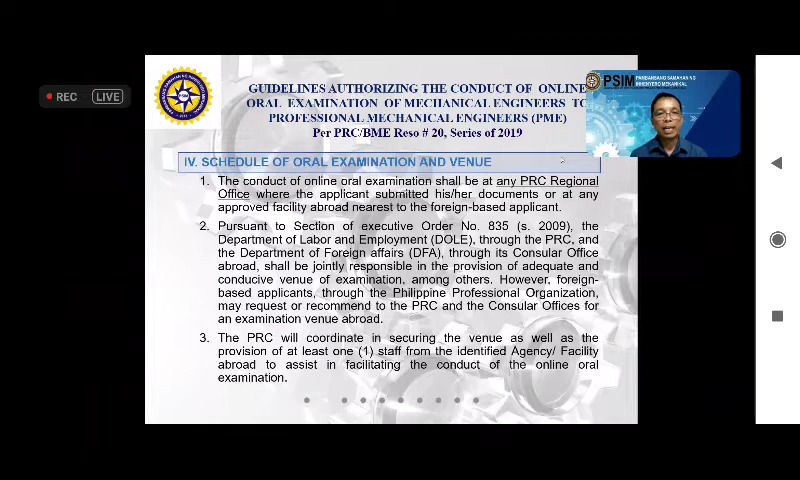 REC LIVE
GUIDELINES AUTHORIZING THE CONDUCT OF ONLINE
ORAL EXAMINATION OF MECHANICAL ENGINEERS TO
PROFESSIONAL MECHANICAL ENGINEERS (PME)
Per PRC/BME Reso # 20, Series of 2019
PSIM PAMBANSANG SAMAHAN NG
INHENYERO MEKANIKAL
IV. SCHEDULE OF ORAL EXAMINATION AND VENUE
1. The conduct of online oral examination shall be at any PRC Regional
Office where the applicant submitted his/her documents or at any
approved facility abroad nearest to the foreign-based applicant.
2. Pursuant to Section of executive Order No. 835 (s. 2009), the
Department of Labor and Employment (DOLE), through the PRC, and
the Department of Foreign affairs (DFA), through its Consular Office
abroad, shall be jointly responsible in the provision of adequate and
conducive venue of examination, among others. However, foreign-
based applicants, through the Philippine Professional Organization,
may request or recommend to the PRC and the Consular Offices for
an examination venue abroad.
3. The PRC will coordinate in securing the venue as well as the
provision of at least one (1) staff from the identified Agency/ Facility
abroad to assist in facilitating the conduct of the online oral
examination.